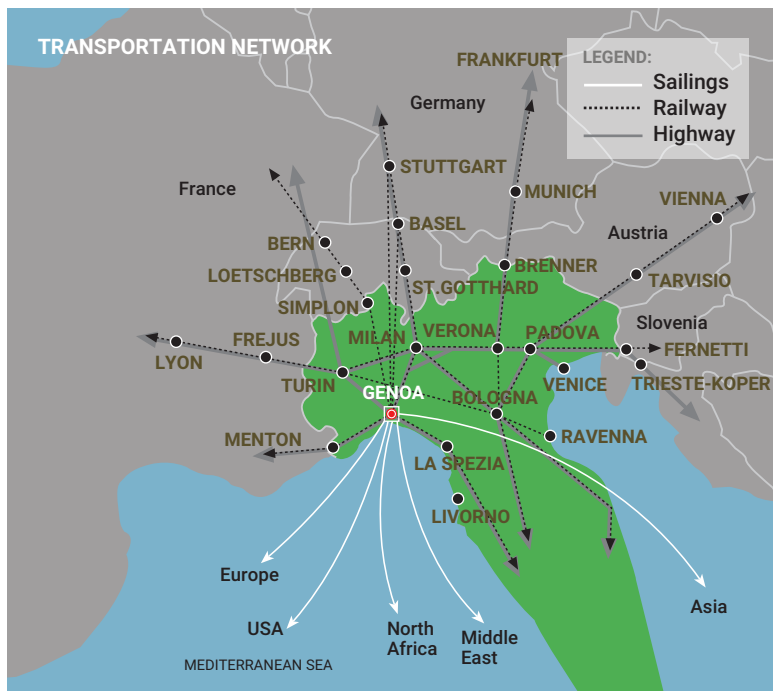 TRANSPORTATION NETWORK
FRANKFURT
LEGEND:
Sailings
Railway
Highway
Germany
STUTTGART
France
MUNICH
VIENNA
BASEL
Austria
BERN
BRENNER
LOETSCHBERG
ST.GOTTHARD
TARVISIO
SIMPLON
Slovenia
MILAN
VERONA
PADOVA
FREJUS
FERNETTI
LYON
VENICE
TRIESTE-KOPER
TURIN
GENOA
BOLOGNA
MENTON
RAVENNA
LA SPEZIA
LIVORNO
Europe
Asia
USA
North
Africa
Middle
East
MEDITERRANEAN SEA